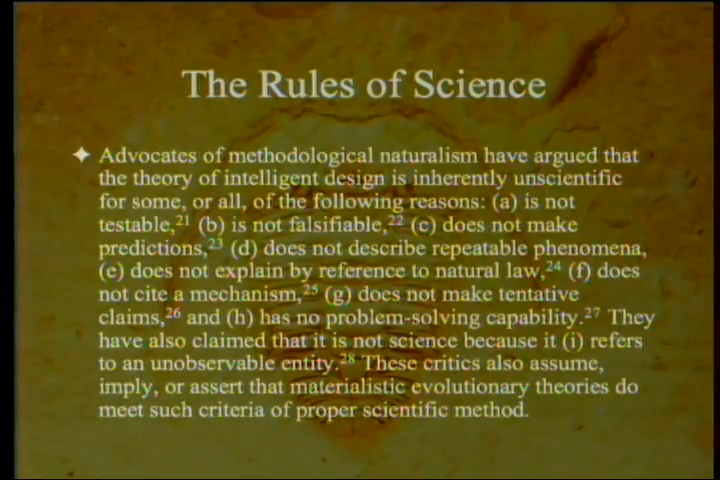 The Rules of Science
✦ Advocates of methodological naturalism have argued that
the theory of intelligent design is inherently unscientific
for some, or all, of the following reasons: (a) is not
testable,²¹ (b) is not falsifiable,²² (c) does not make
predictions,²³ (d) does not describe repeatable phenomena,
(e) does not explain by reference to natural law,²⁴ (f) does
not cite a mechanism,²⁵ (g) does not make tentative
claims,²⁶ and (h) has no problem-solving capability.²⁷ They
have also claimed that it is not science because it (i) refers
to an unobservable entity.²⁸ These critics also assume,
imply, or assert that materialistic evolutionary theories do
meet such criteria of proper scientific method.